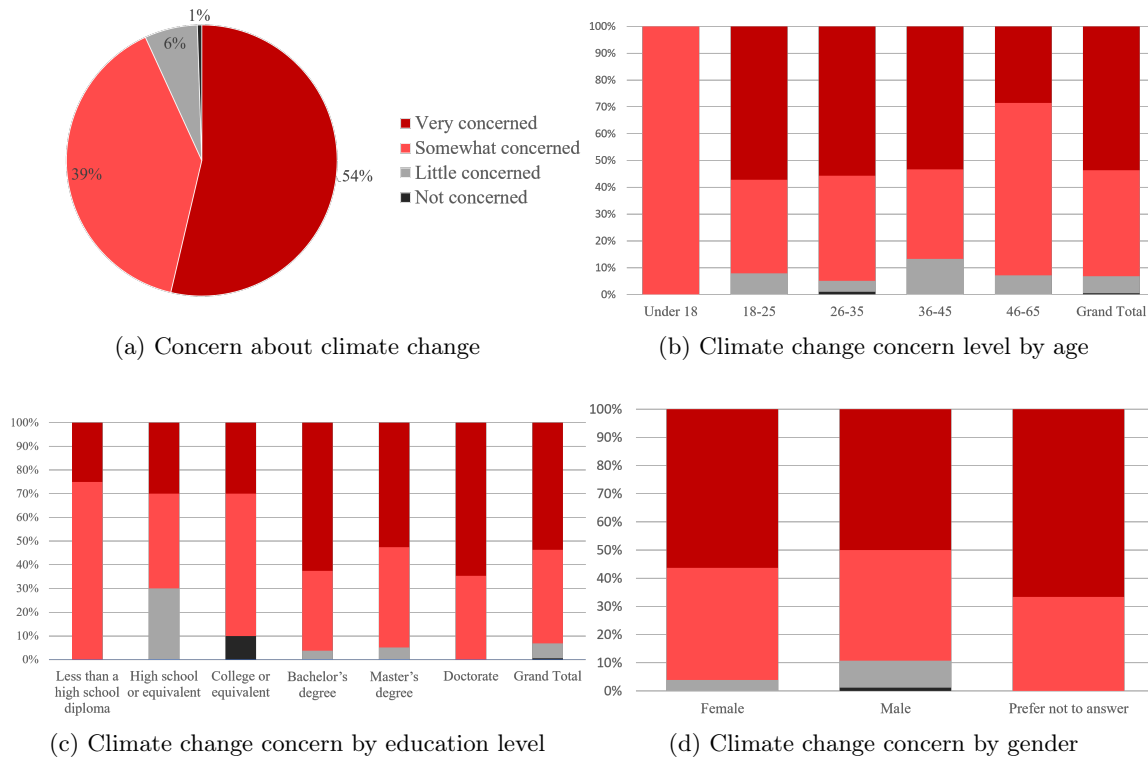 1%
6%
39%
54%
Very concerned
Somewhat concerned
Little concerned
Not concerned
(a) Concern about climate change
100%
90%
80%
70%
60%
50%
40%
30%
20%
10%
0%
Under 18 18-25 26-35 36-45 46-65 Grand Total
(b) Climate change concern level by age
100%
90%
80%
70%
60%
50%
40%
30%
20%
10%
0%
Less than a high school diploma
High school or equivalent
College or equivalent
Bachelor's degree
Master's degree
Doctorate
Grand Total
(c) Climate change concern by education level
100%
90%
80%
70%
60%
50%
40%
30%
20%
10%
0%
Female Male Prefer not to answer
(d) Climate change concern by gender